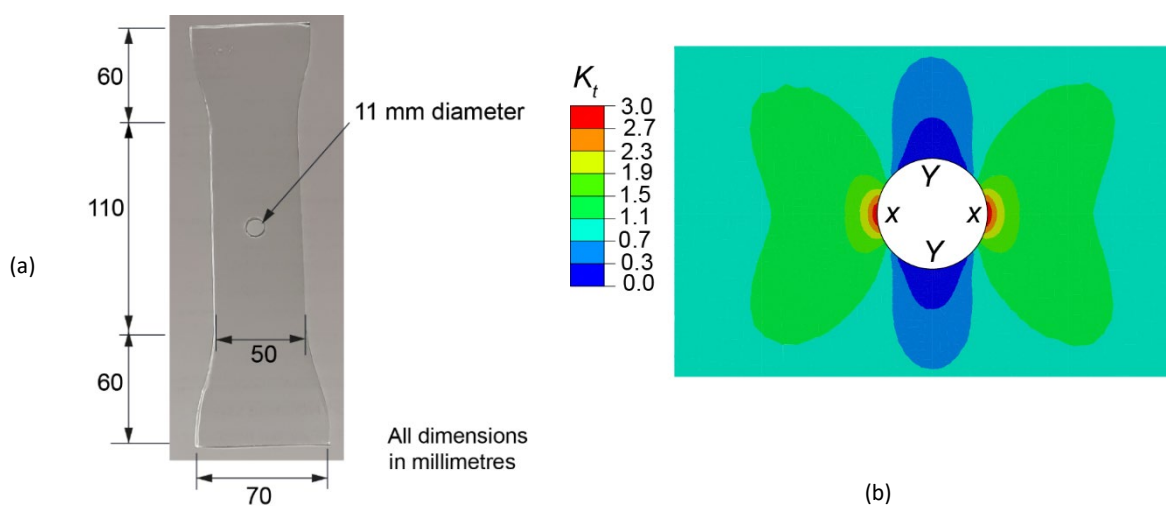 60
11 mm diameter
110
(a)
50
60
All dimensions
in millimetres
70
Kt
3.0
2.7
2.3
1.9
1.5
1.1
0.7
0.3
0.0
Y
x x
Y
(b)